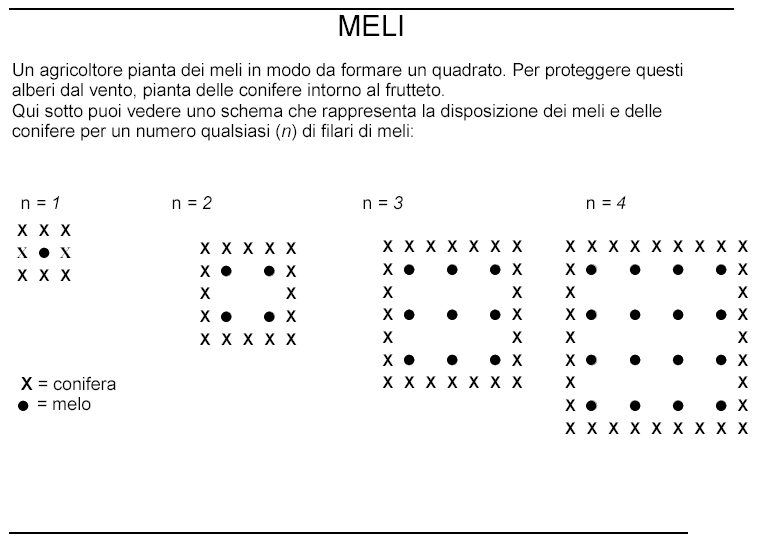 MELI
Un agricoltore pianta dei meli in modo da formare un quadrato. Per proteggere questi
alberi dal vento, pianta delle conifere intorno al frutteto.
Qui sotto puoi vedere uno schema che rappresenta la disposizione dei meli e delle
conifere per un numero qualsiasi (n) di filari di meli:
n = 1 n = 2 n = 3 n = 4
X X X
X ● X
X X X
X X X X X
X ● ● X
X X
X ● ● X
X X X X X
X X X X X X X
X ● ● ● X
X X
X ● ● ● X
X X
X ● ● ● X
X X X X X X X
X X X X X X X X X
X ● ● ● ● X
X X
X ● ● ● ● X
X X
X ● ● ● ● X
X X
X ● ● ● ● X
X X X X X X X X X
X = conifera
● = melo